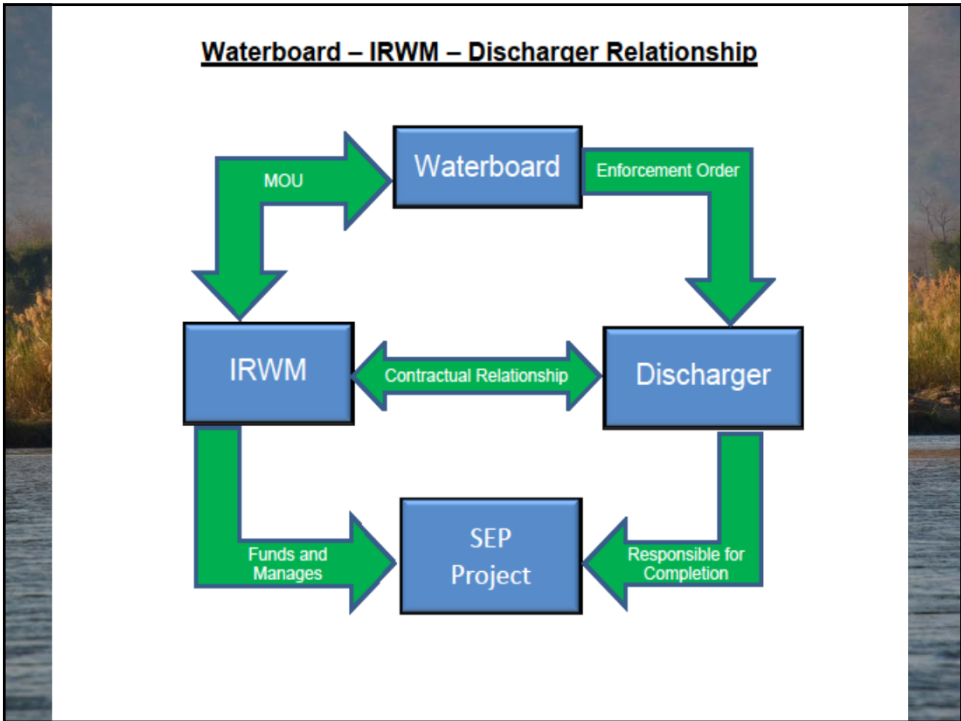 Waterboard – IRWM – Discharger Relationship
Waterboard
MOU
Enforcement Order
IRWM
Contractual Relationship
Discharger
SEP
Project
Funds and
Manages
Responsible for
Completion